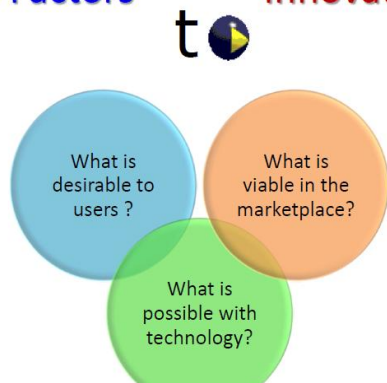 t
What is
desirable to
users ?
What is
viable in the
marketplace?
What is
possible with
technology?